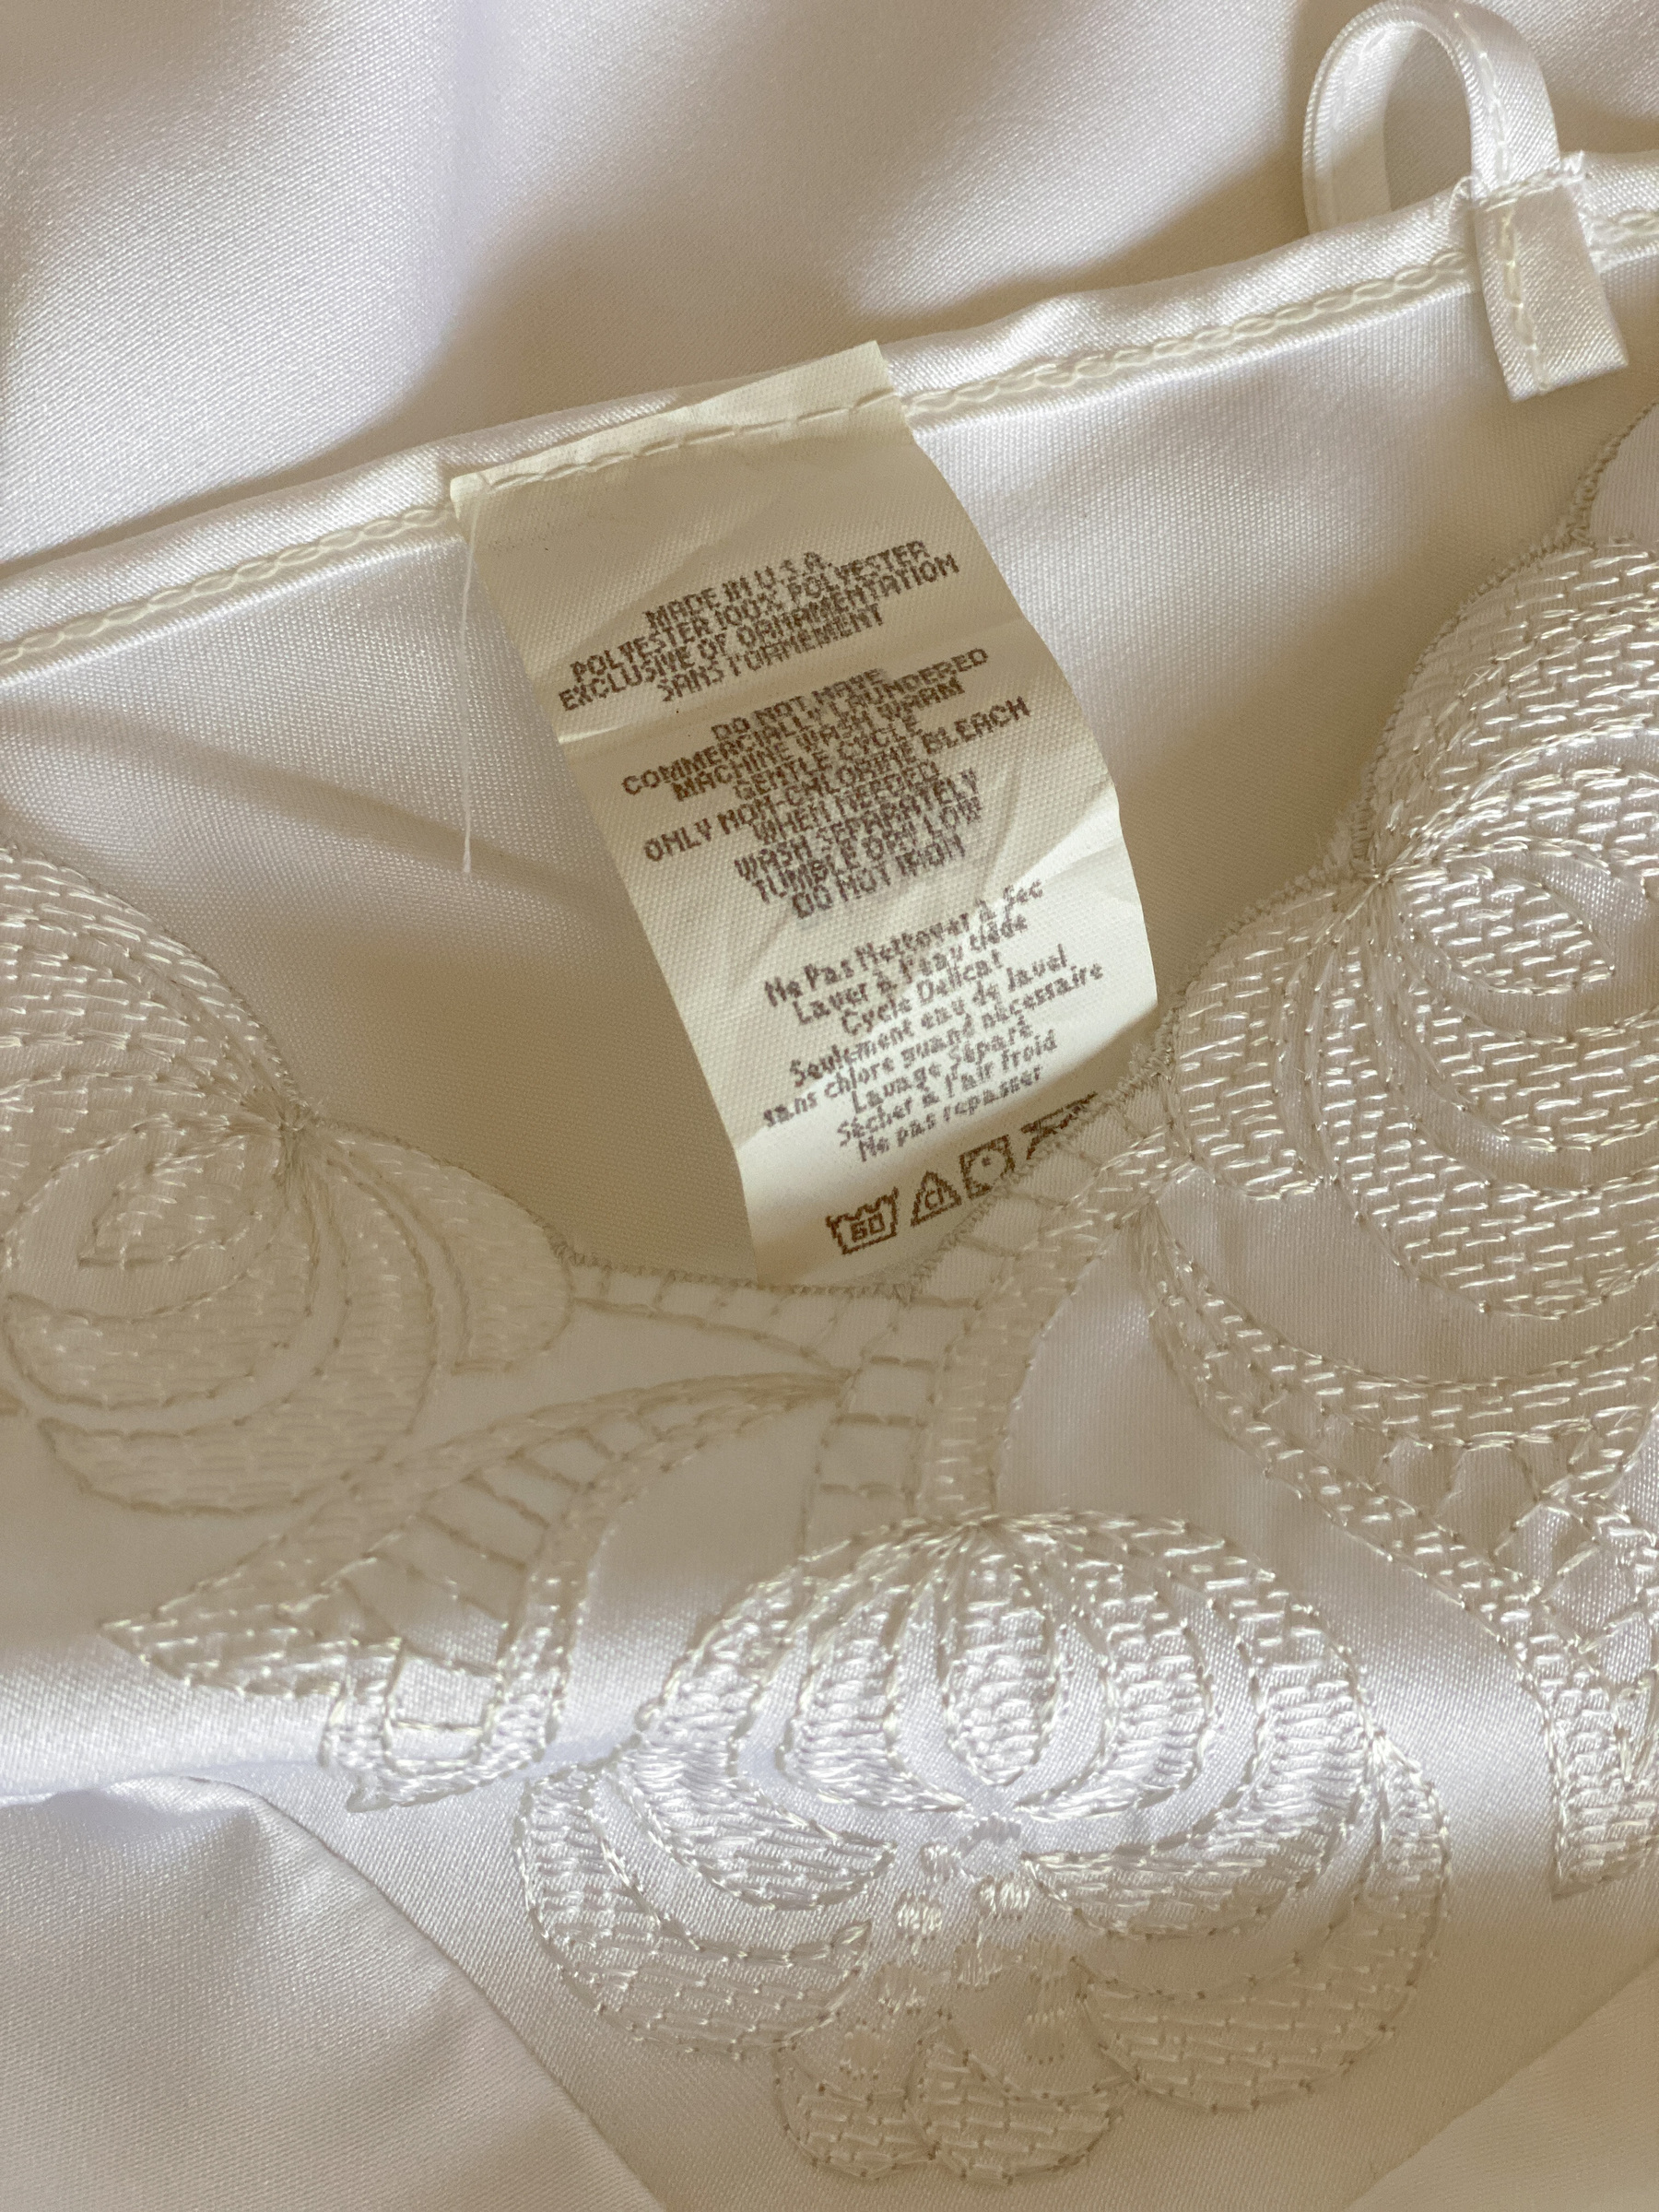 MADE IN U.S.A.
POLYESTER 100% POLYESTER
EXCLUSIVE OF ORNAMENTATION
SANS l'ORNEMENT
DO NOT HAVE
COMMERCIALLY LAUNDERED
MACHINE WASH WARM
GENTLE CYCLE
ONLY NON-CHLORINE BLEACH
WHEN NEEDED
WASH SEPARATELY
TUMBLE DRY LOW
DO NOT IRON
Ne Pas Nettoyer à Sec
Laver à l'eau tiède
Cycle Delicat
Seulement eau de Javel
sans chlore quand nécessaire
Lavage Séparé
Sécher à l'air froid
Ne pas repasser
60 Cl